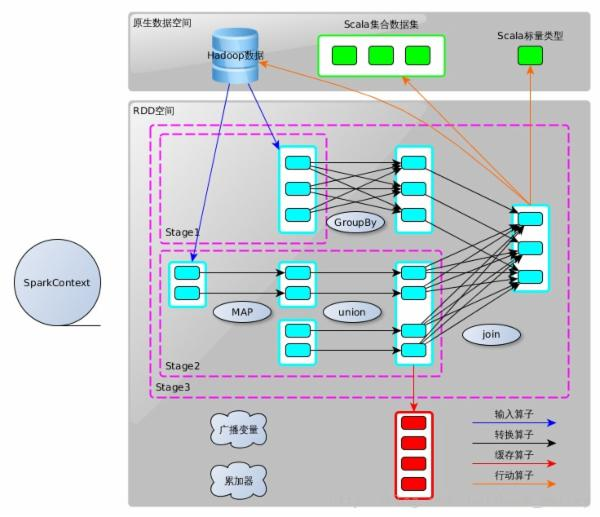 原生数据空间
Hadoop数据
Scala集合数据集
Scala标量类型
RDD空间
Stage1
GroupBy
SparkContext
MAP
union
join
Stage2
Stage3
广播变量
累加器
输入算子
转换算子
缓存算子
行动算子